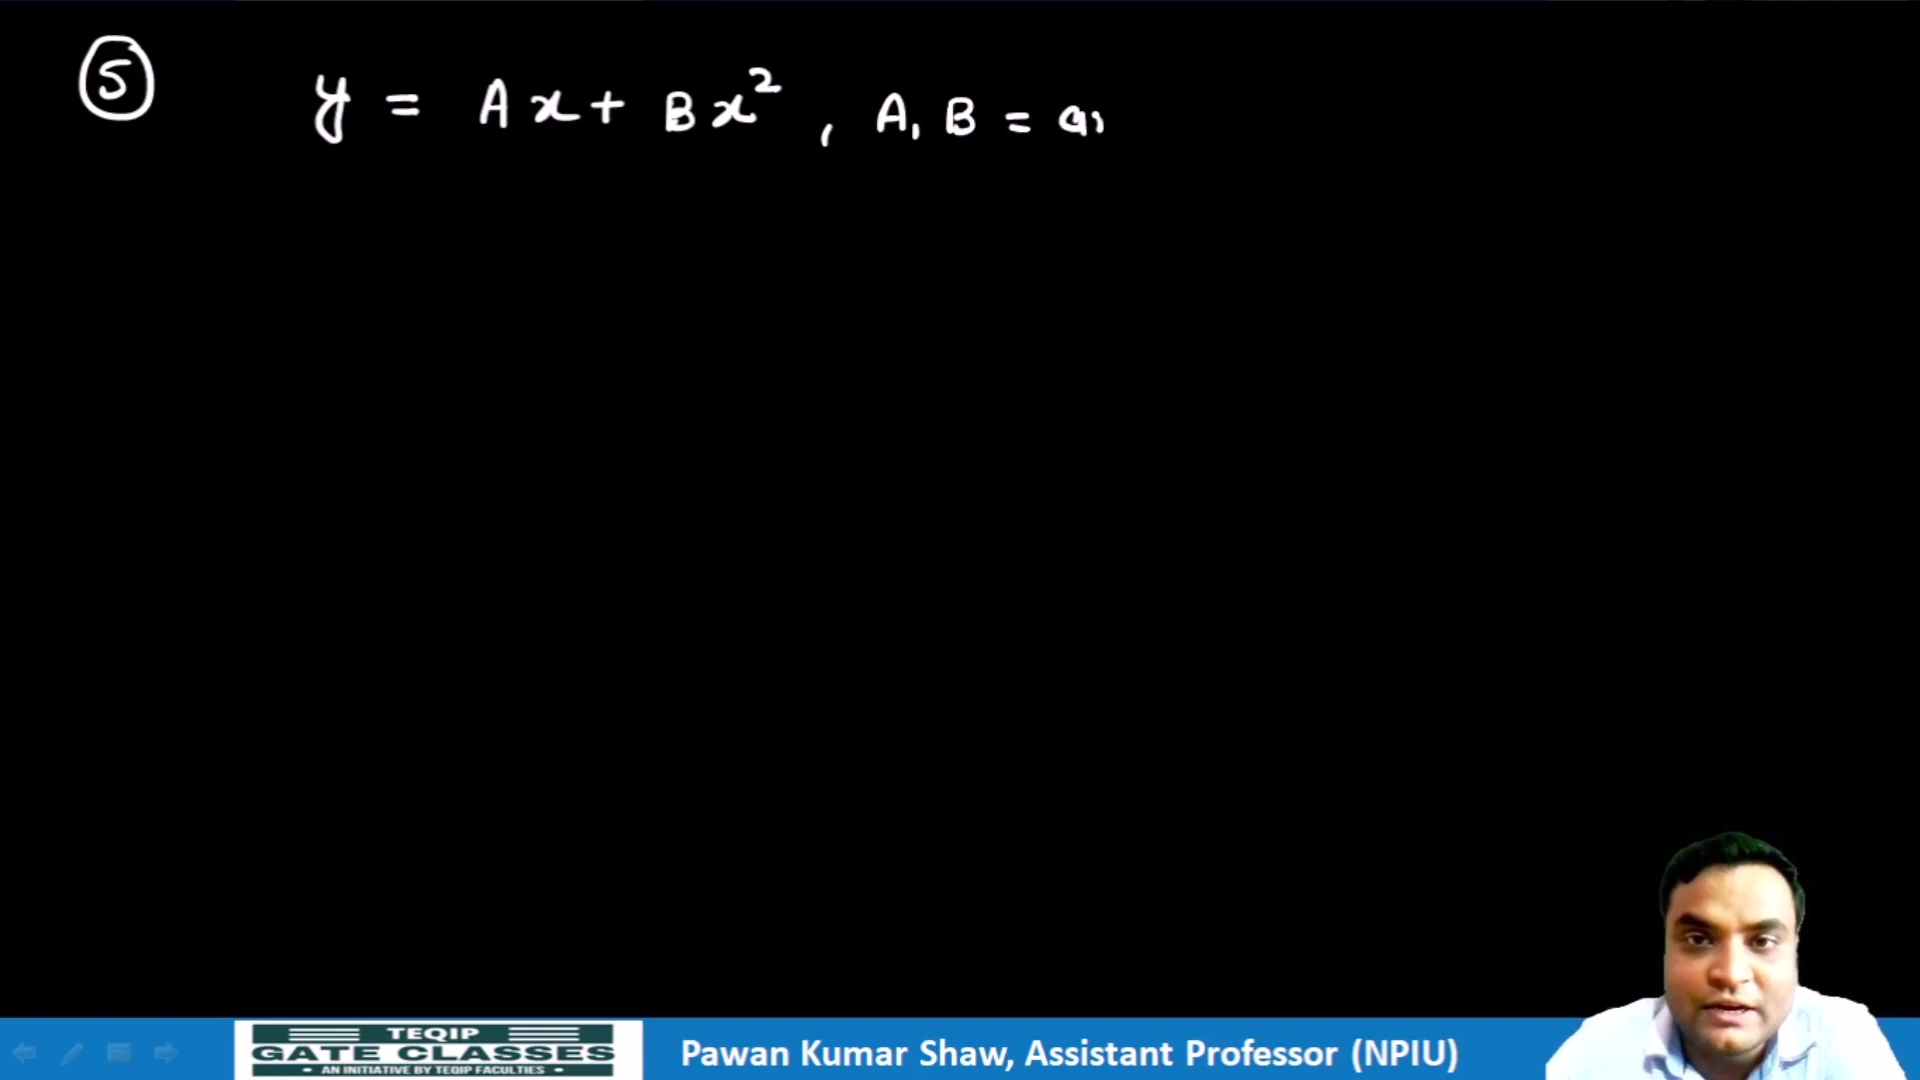 5 y = Ax + Bx², A, B = a
TEQIP
GATE CLASSES
• AN INITIATIVE BY TEQIP FACULTIES •
Pawan Kumar Shaw, Assistant Professor (NPIU)